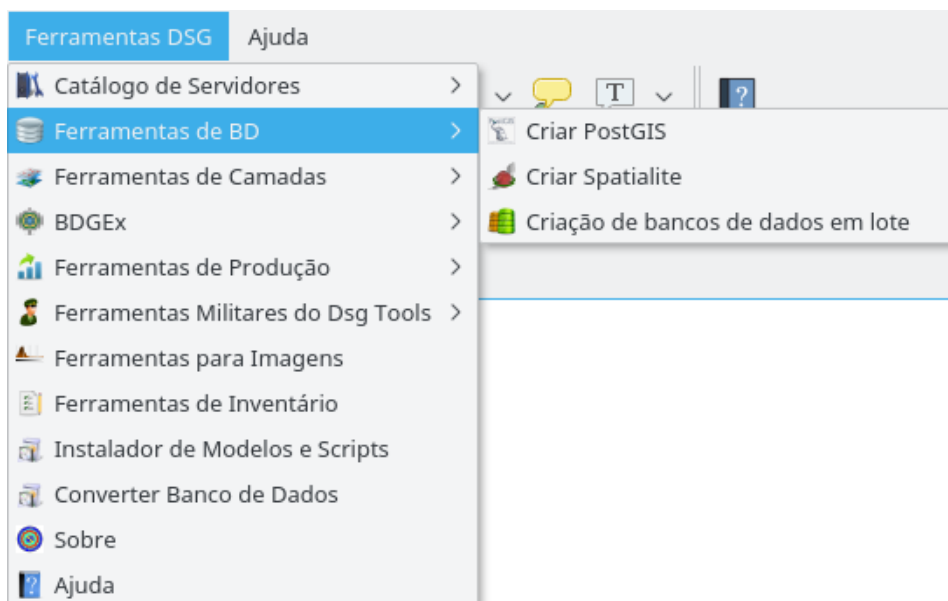 Ferramentas DSG Ajuda
Catálogo de Servidores
T ?
Ferramentas de BD
Criar PostGIS
Ferramentas de Camadas
Criar Spatialite
BDGEx
Criação de bancos de dados em lote
Ferramentas de Produção
Ferramentas Militares do Dsg Tools
Ferramentas para Imagens
Ferramentas de Inventário
Instalador de Modelos e Scripts
Converter Banco de Dados
Sobre
? Ajuda